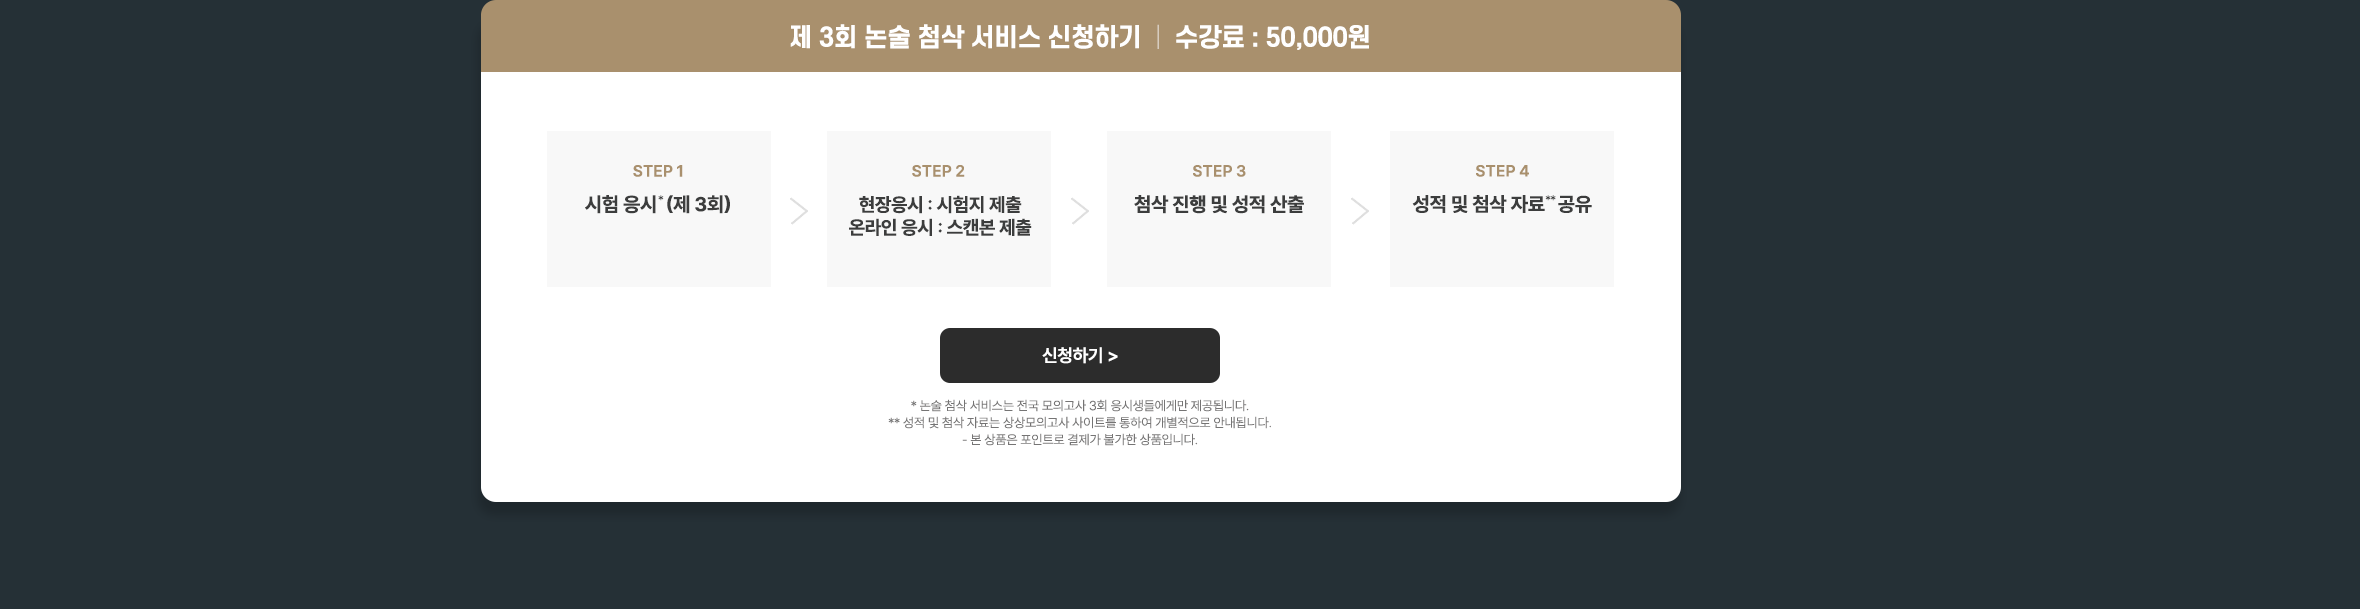 제 3회 논술 첨삭 서비스 신청하기 | 수강료 : 50,000원
STEP 1
시험 응시* (제 3회)
STEP 2
현장응시 : 시험지 제출
온라인 응시 : 스캔본 제출
STEP 3
첨삭 진행 및 성적 산출
STEP 4
성적 및 첨삭 자료** 공유
신청하기 >
* 논술 첨삭 서비스는 전국 모의고사 3회 응시생들에게만 제공됩니다.
** 성적 및 첨삭 자료는 상상모의고사 사이트를 통하여 개별적으로 안내됩니다.
- 본 상품은 포인트로 결제가 불가한 상품입니다.